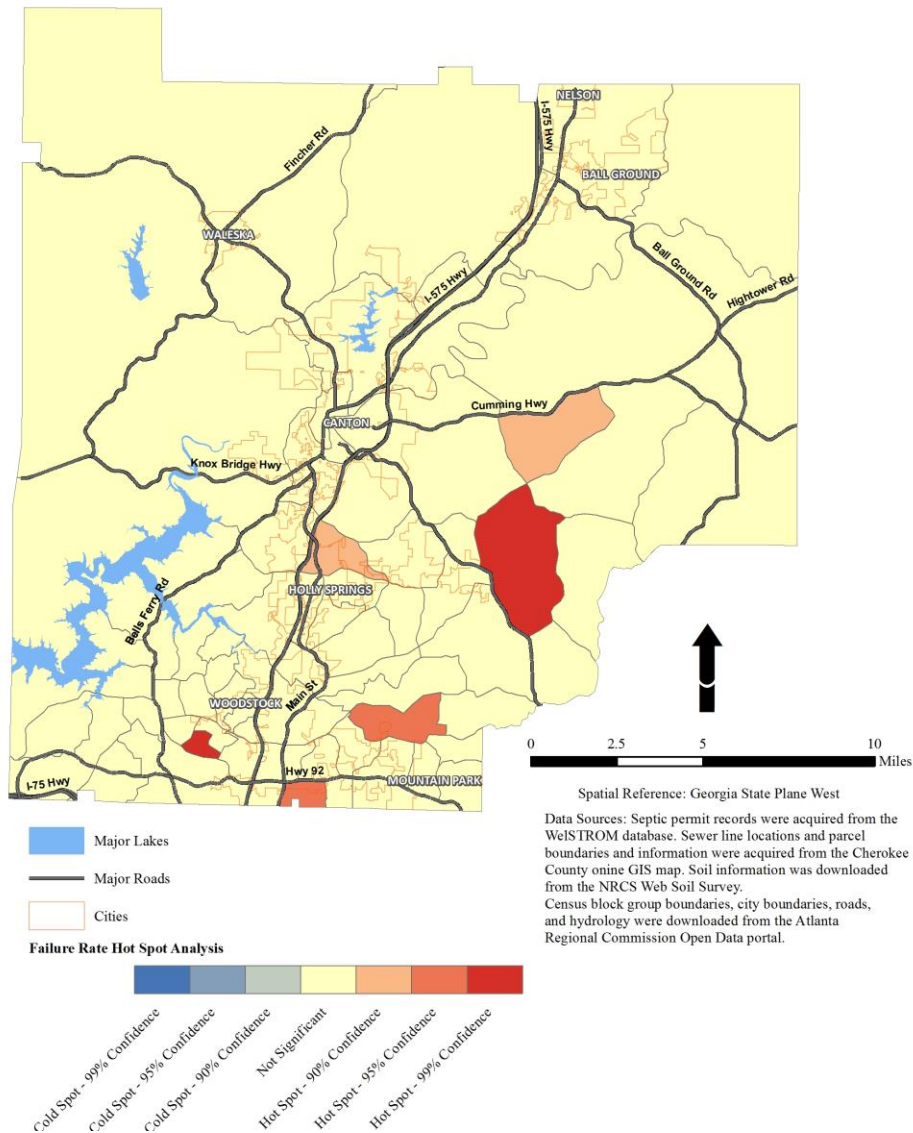 NELSON
I-575 Hwy
BALL GROUND
Fincher Rd
WALESKA
Ball Ground Rd
Hightower Rd
I-575 Hwy
Cumming Hwy
CANTON
Knox Bridge Hwy
HOLLY SPRINGS
Bells Ferry Rd
WOODSTOCK
Main St
Hwy 92
MOUNTAIN PARK
I-75 Hwy
0 2.5 5 10
Miles
Spatial Reference: Georgia State Plane West
Data Sources: Septic permit records were acquired from the
WelSTROM database. Sewer line locations and parcel
boundaries and information were acquired from the Cherokee
County onine GIS map. Soil information was downloaded
from the NRCS Web Soil Survey.
Census block group boundaries, city boundaries, roads,
and hydrology were downloaded from the Atlanta
Regional Commission Open Data portal.
Major Lakes
Major Roads
Cities
Failure Rate Hot Spot Analysis
Cold Spot - 99% Confidence
Cold Spot - 95% Confidence
Cold Spot - 90% Confidence
Not Significant
Hot Spot - 90% Confidence
Hot Spot - 95% Confidence
Hot Spot - 99% Confidence